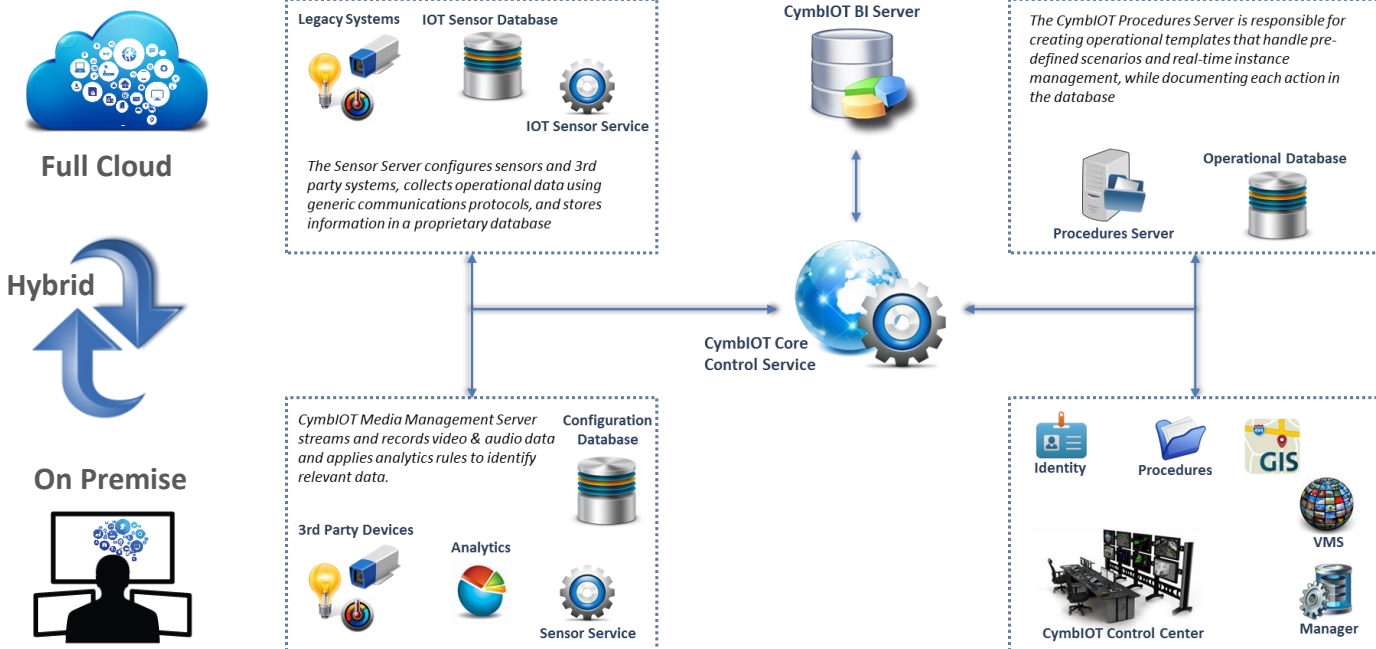 Full Cloud
Hybrid
On Premise
Legacy Systems
IOT Sensor Database
IOT Sensor Service
The Sensor Server configures sensors and 3rd
party systems, collects operational data using
generic communications protocols, and stores
information in a proprietary database
CymbIOT BI Server
The CymbIOT Procedures Server is responsible for
creating operational templates that handle pre-
defined scenarios and real-time instance
management, while documenting each action in
the database
Procedures Server
Operational Database
CymbIOT Core
Control Service
CymbIOT Media Management Server
streams and records video & audio data
and applies analytics rules to identify
relevant data.
Configuration
Database
3rd Party Devices
Analytics
Sensor Service
Identity
Procedures
GIS
VMS
CymbIOT Control Center
Manager